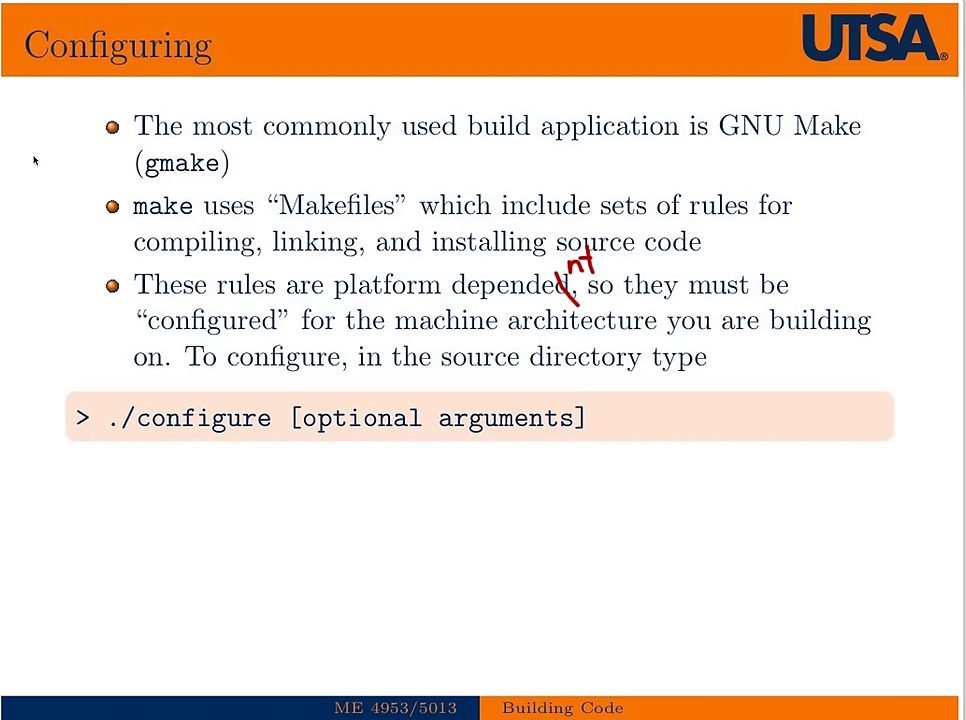 Configuring
UTSA®
The most commonly used build application is GNU Make
(gmake)
make uses “Makefiles” which include sets of rules for
compiling, linking, and installing source code
nt
These rules are platform depended, so they must be
“configured” for the machine architecture you are building
on. To configure, in the source directory type
> ./configure [optional arguments]
ME 4953/5013 Building Code